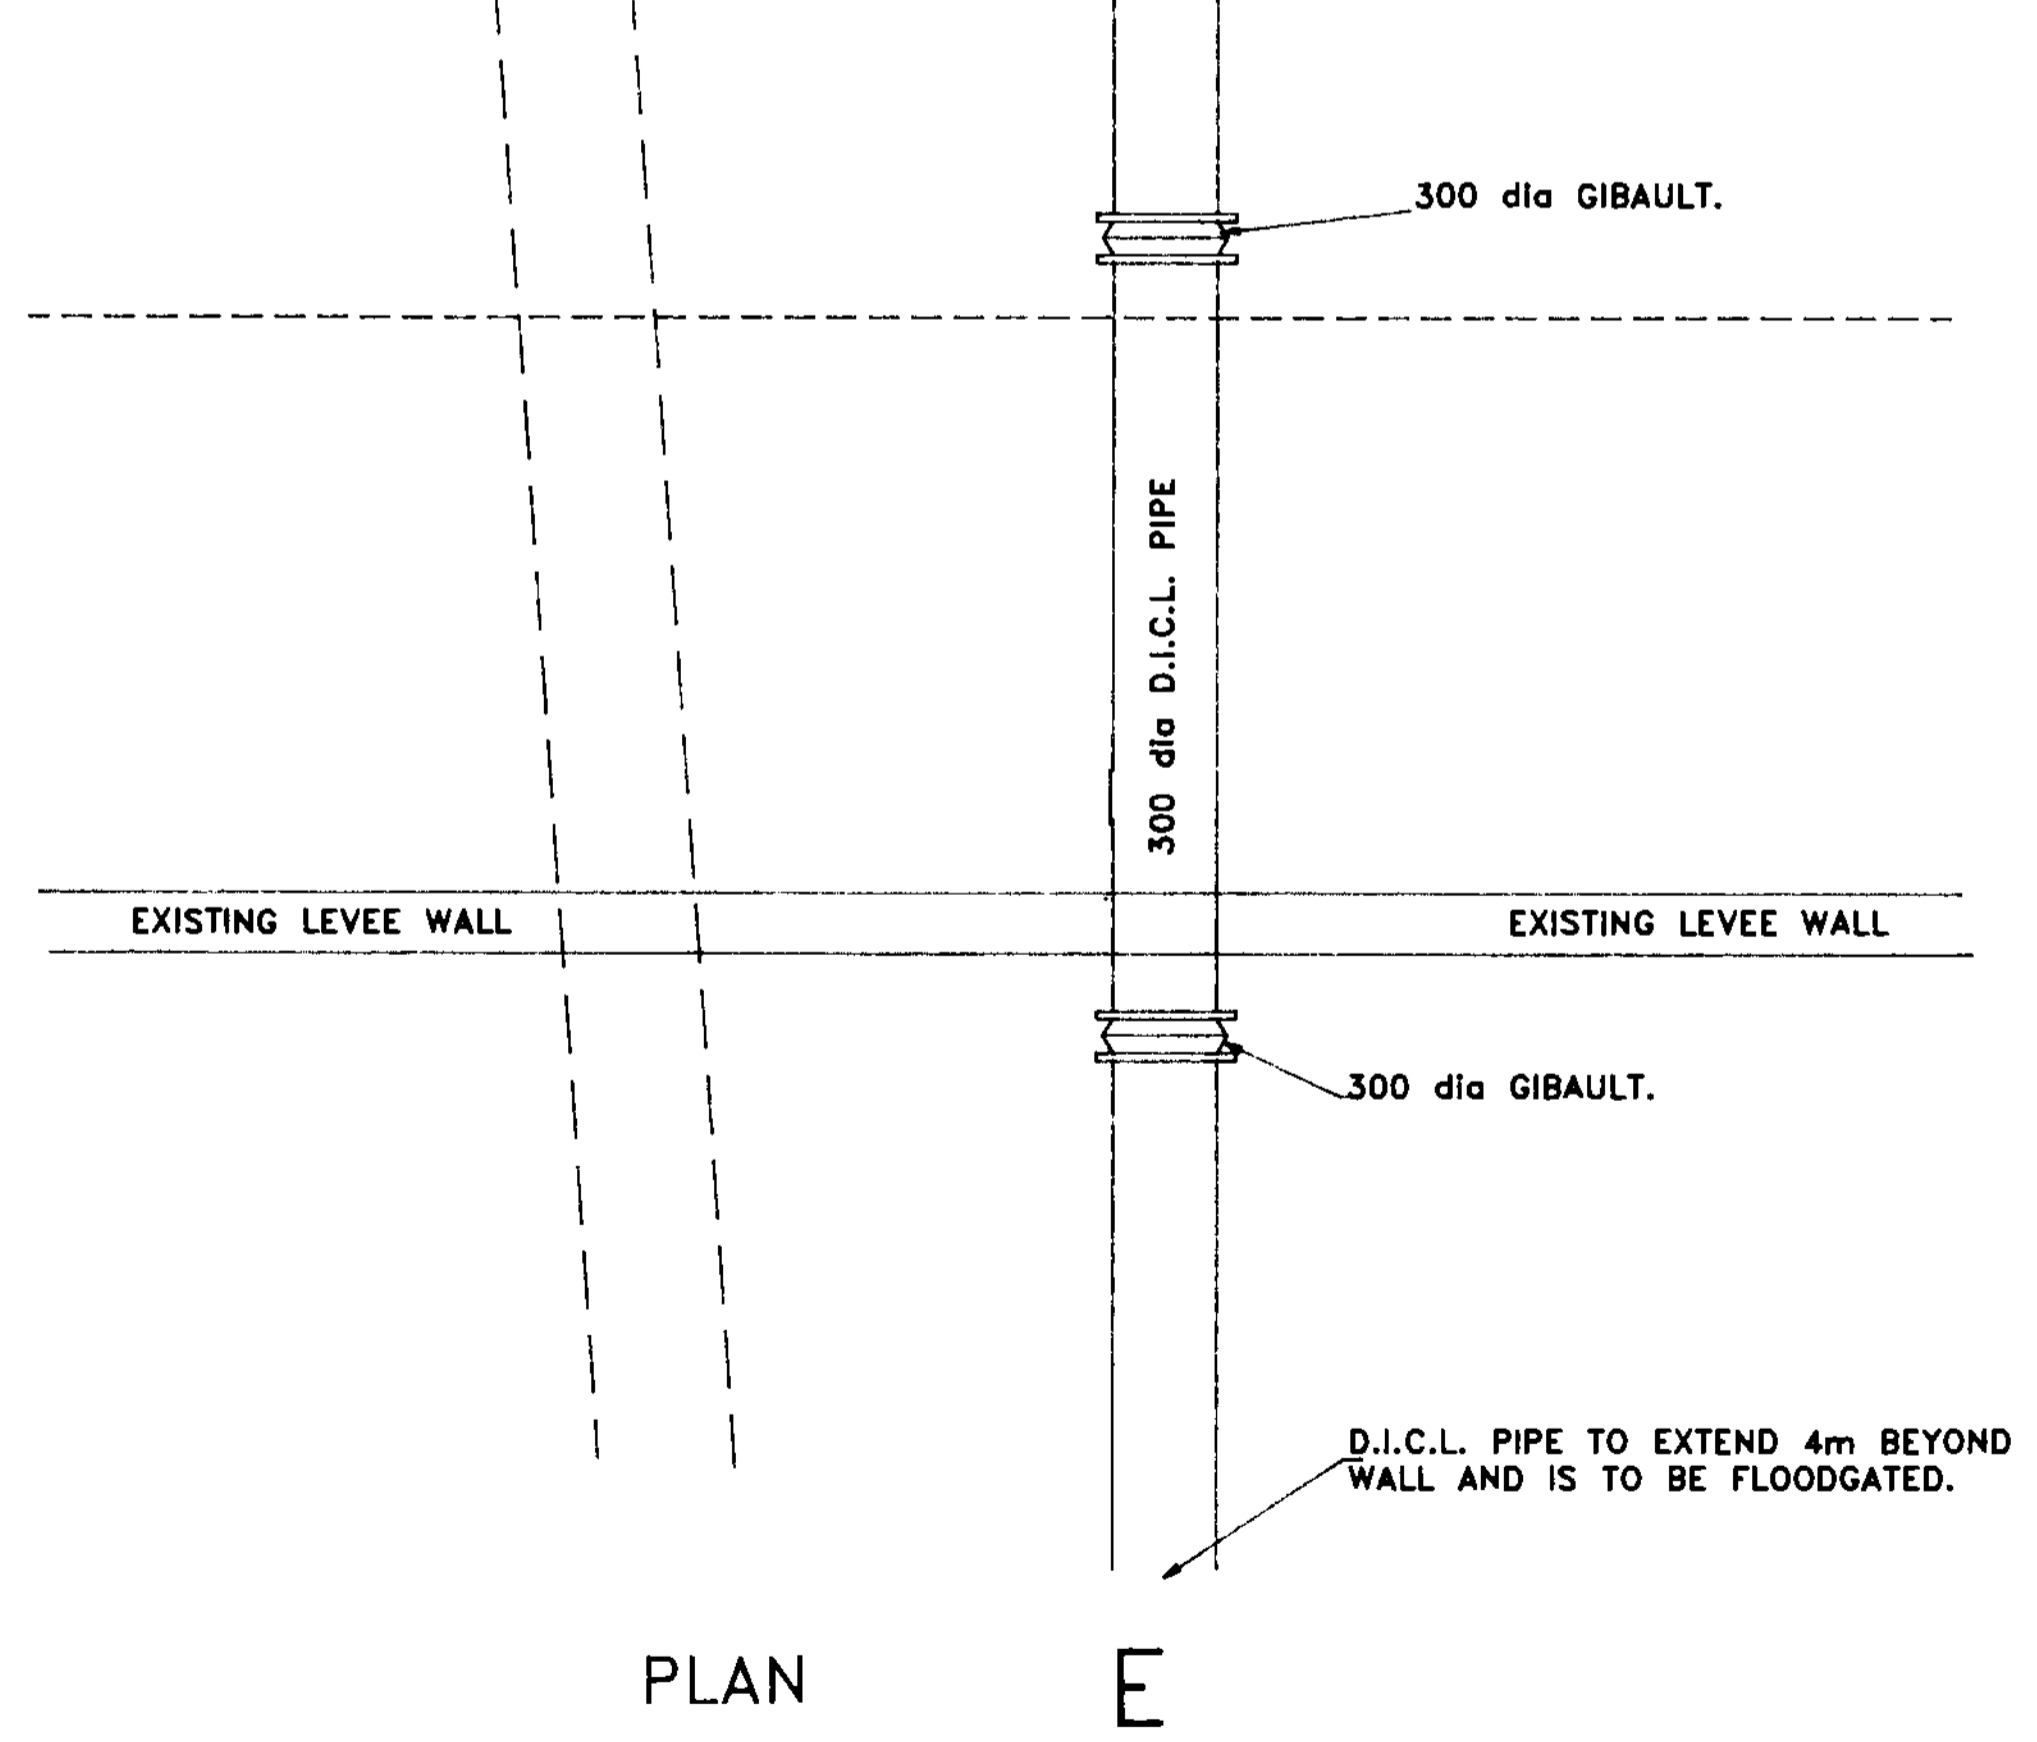 300 dia GIBAULT.
300 dia D.I.C.L. PIPE
EXISTING LEVEE WALL
EXISTING LEVEE WALL
300 dia GIBAULT.
D.I.C.L. PIPE TO EXTEND 4m BEYOND
WALL AND IS TO BE FLOODGATED.
PLAN E